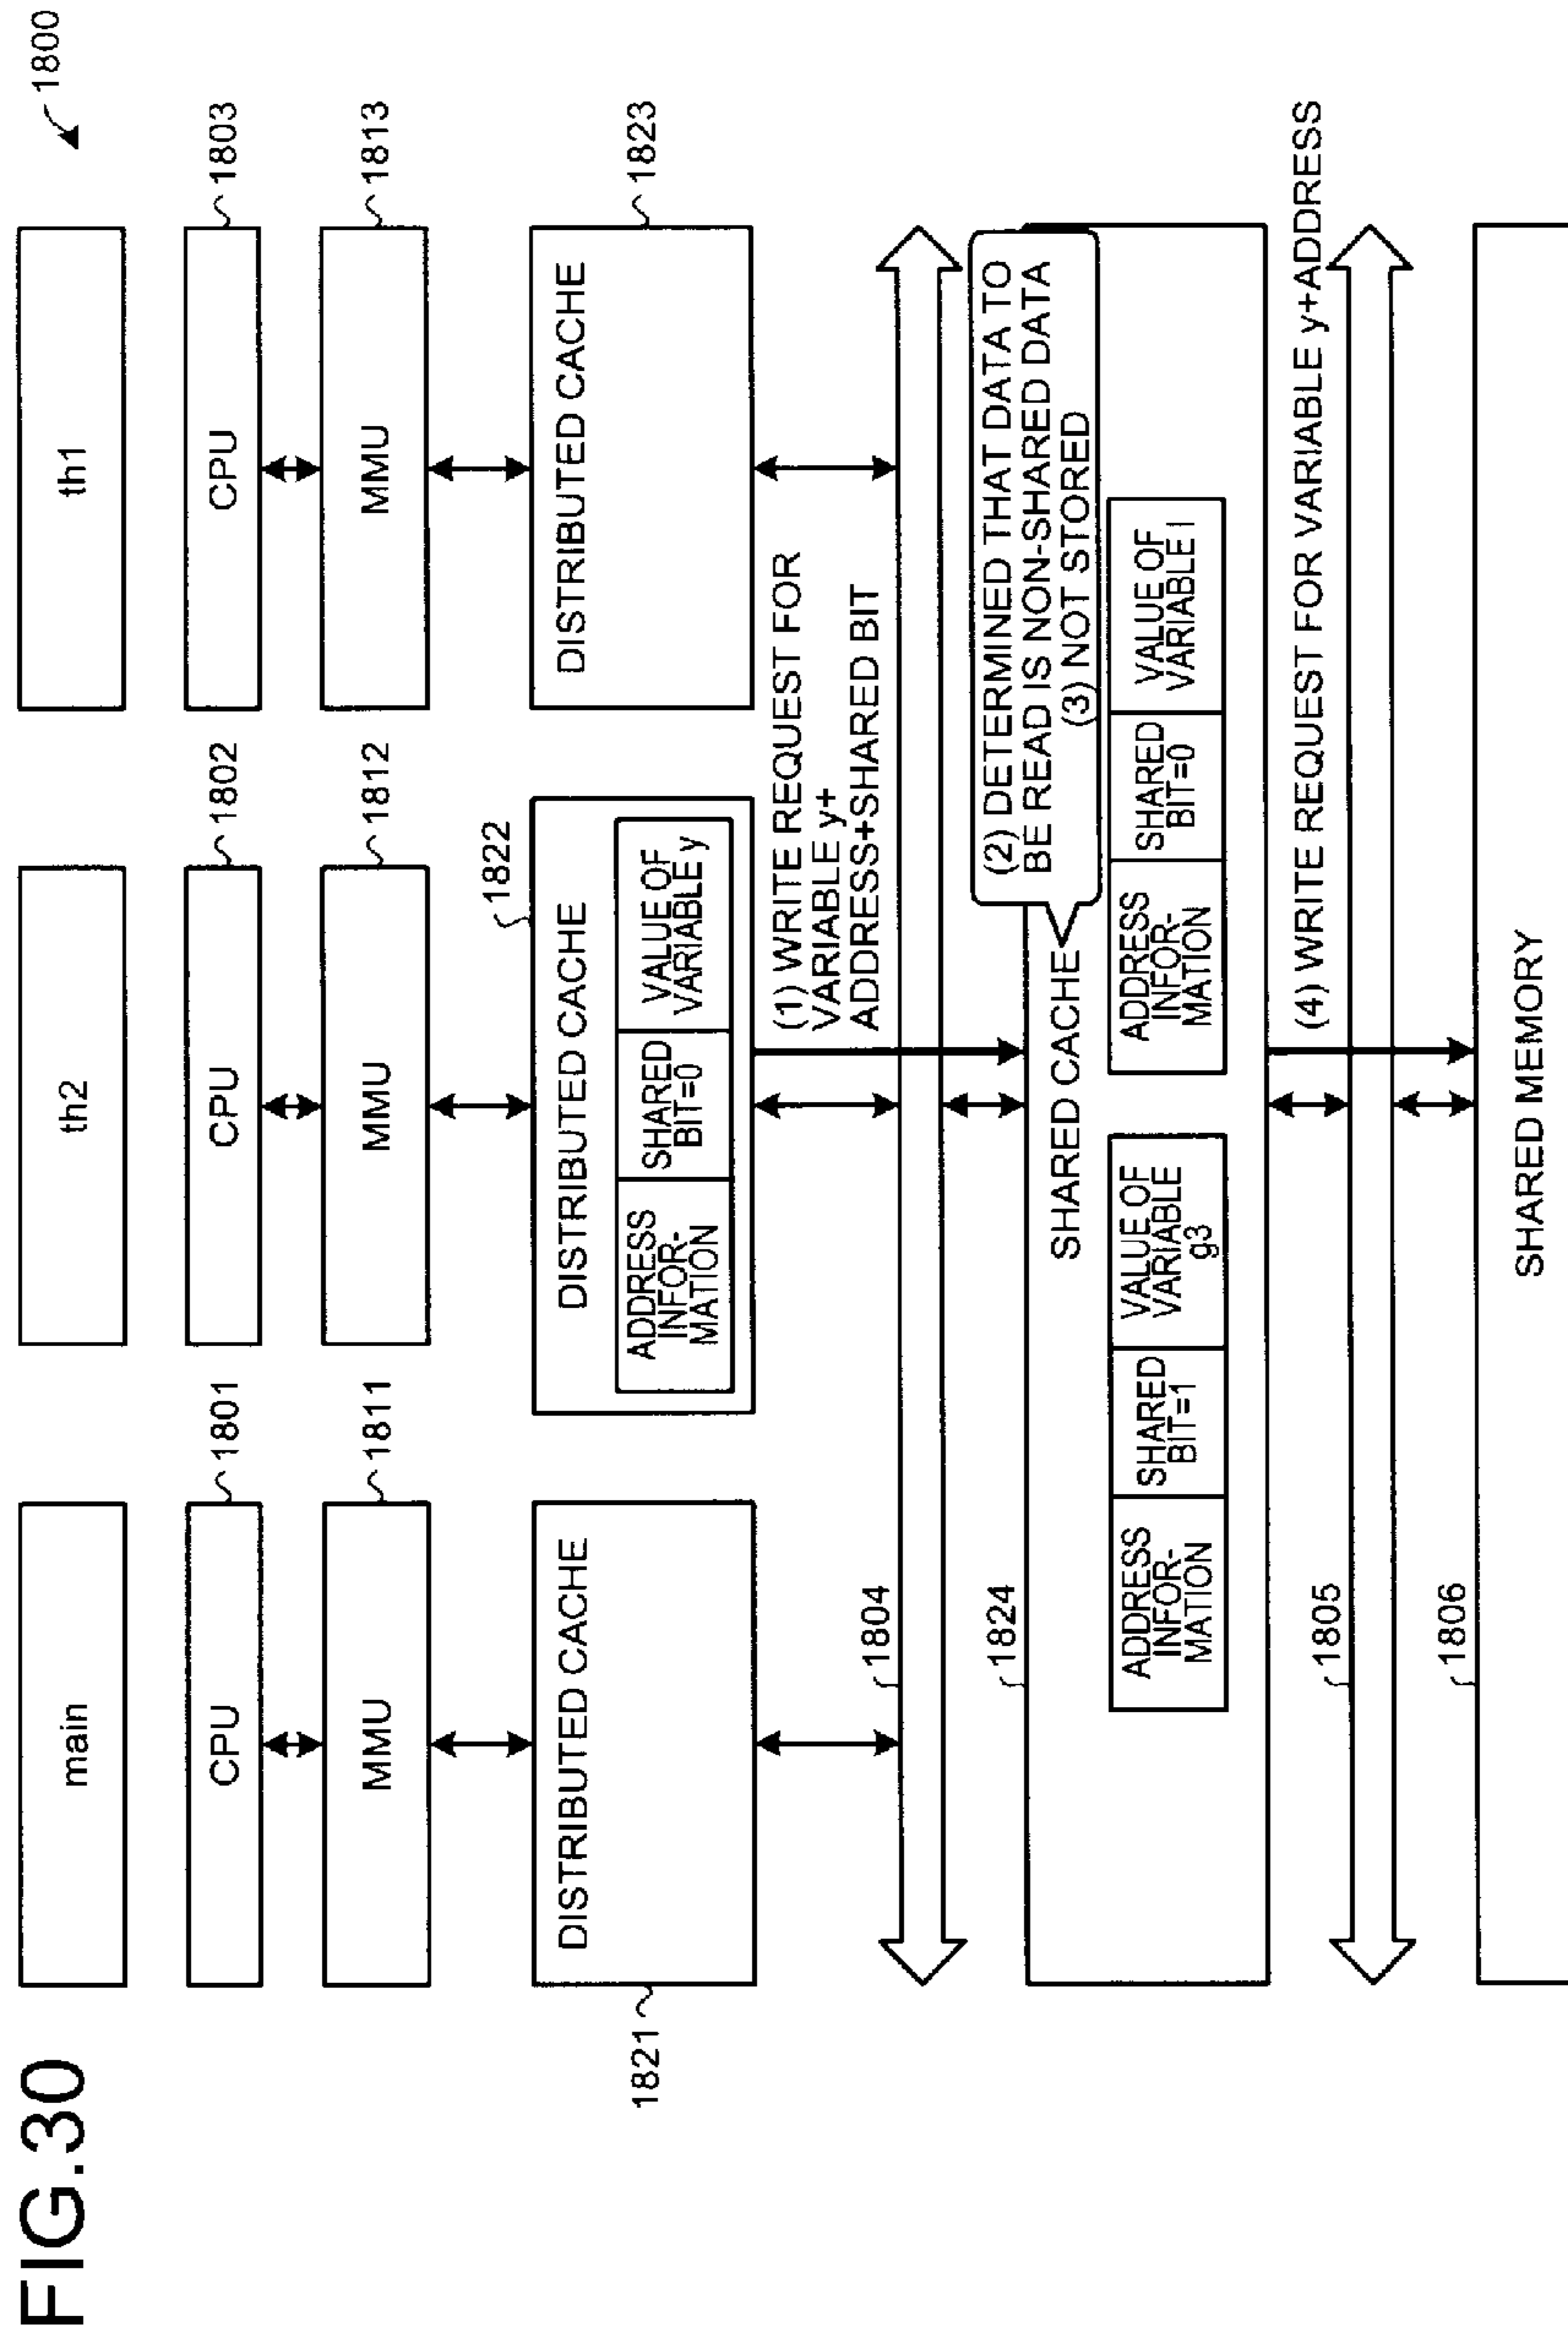 FIG.30
1800
main
th2
th1
CPU
1801
CPU
1802
CPU
1803
MMU
1811
MMU
1812
MMU
1813
1821
DISTRIBUTED CACHE
1822
DISTRIBUTED CACHE
ADDRESS
INFOR-
MATION
SHARED
BIT=0
VALUE OF
VARIABLE y
DISTRIBUTED CACHE
1823
(1) WRITE REQUEST FOR
VARIABLE y+
ADDRESS+SHARED BIT
1804
1824
(2) DETERMINED THAT DATA TO
BE READ IS NON-SHARED DATA
(3) NOT STORED
SHARED CACHE
ADDRESS
INFOR-
MATION
SHARED
BIT=1
VALUE OF
VARIABLE
g3
ADDRESS
INFOR-
MATION
SHARED
BIT=0
VALUE OF
VARIABLE l
(4) WRITE REQUEST FOR VARIABLE y+ADDRESS
1805
1806
SHARED MEMORY